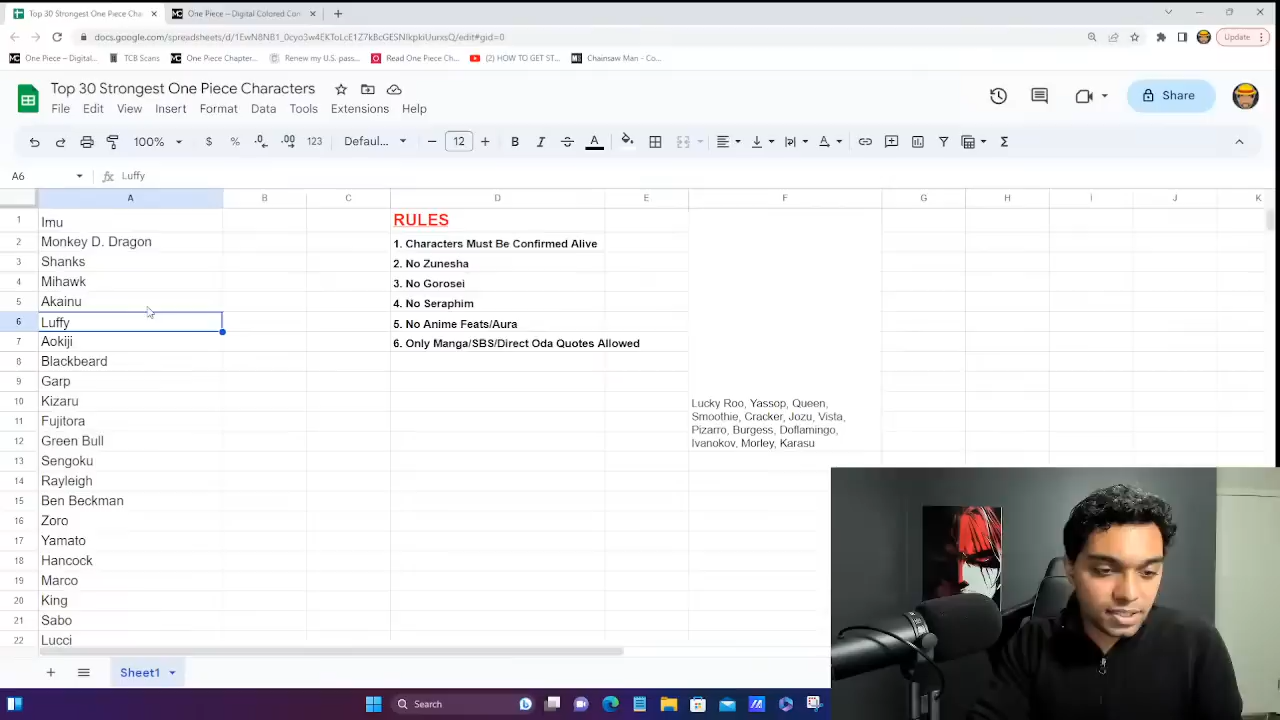 Top 30 Strongest One Piece Cha
One Piece – Digital Colored Con
docs.google.com/spreadsheets/d/1EwN8NB1_0cyo3w4EKToLcE1Z7kBcGESNlkpkiUurxsQ/edit#gid=0
Update
One Piece – Digital...
TCB Scans
One Piece Chapter...
Renew my U.S. pass...
Read One Piece Ch...
(2) HOW TO GET ST...
Chainsaw Man - Co...
Top 30 Strongest One Piece Characters
File Edit View Insert Format Data Tools Extensions Help
Share
100% $ % .0 .00 123 Defaul... 12 B I A
A6 fx Luffy
A B C D E F G H I J K
1 Imu RULES
2 Monkey D. Dragon 1. Characters Must Be Confirmed Alive
3 Shanks 2. No Zunesha
4 Mihawk 3. No Gorosei
5 Akainu 4. No Seraphim
6 Luffy 5. No Anime Feats/Aura
7 Aokiji 6. Only Manga/SBS/Direct Oda Quotes Allowed
8 Blackbeard
9 Garp
10 Kizaru
11 Fujitora
12 Green Bull
Lucky Roo, Yassop, Queen,
Smoothie, Cracker, Jozu, Vista,
Pizarro, Burgess, Doflamingo,
Ivanokov, Morley, Karasu
13 Sengoku
14 Rayleigh
15 Ben Beckman
16 Zoro
17 Yamato
18 Hancock
19 Marco
20 King
21 Sabo
22 Lucci
Sheet1
Search